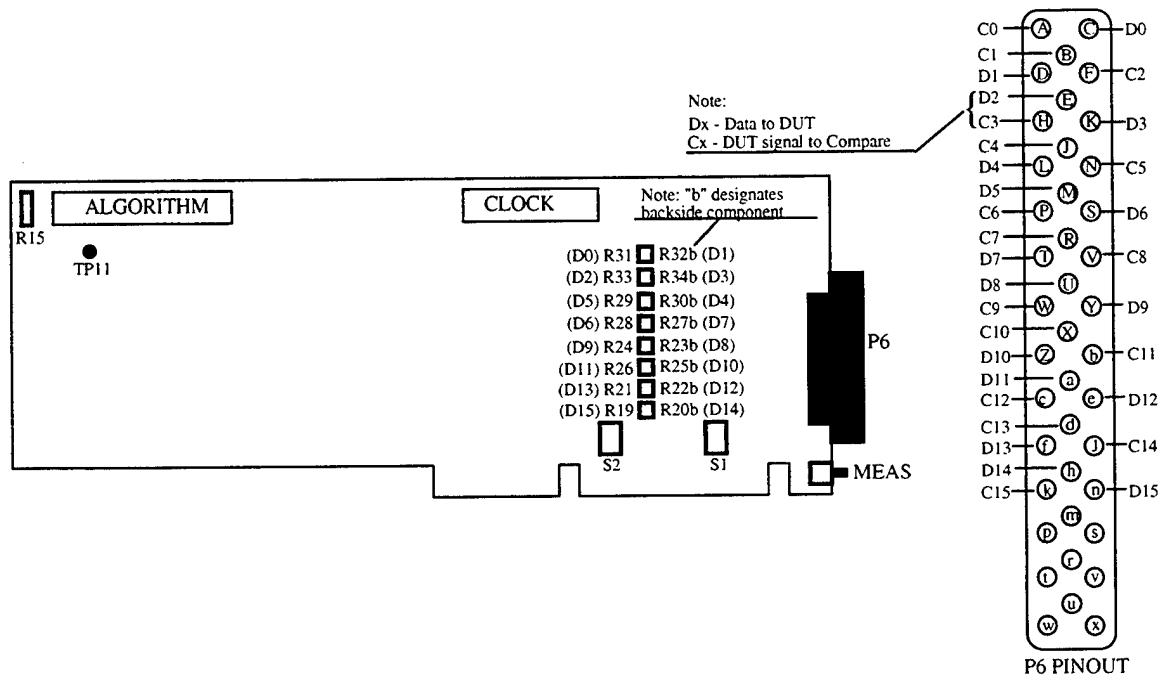 C0 A C D0
C1 B
D1 D F C2
Note:
D2 E
Dx - Data to DUT
C3 H K D3
Cx - DUT signal to Compare
C4 J
D4 L N C5
D5 M
C6 P S D6
C7 R
D7 T V C8
D8 U
C9 W Y D9
C10 X
D10 Z b C11
D11 a
C12 c e D12
C13 d
D13 f J C14
D14 h
C15 k n D15
m
p s
r
t v
u
w x
P6 PINOUT
ALGORITHM
CLOCK
Note: "b" designates
backside component
R15
TP11
(D0) R31 R32b (D1)
(D2) R33 R34b (D3)
(D5) R29 R30b (D4)
(D6) R28 R27b (D7)
(D9) R24 R23b (D8)
(D11) R26 R25b (D10)
(D13) R21 R22b (D12)
(D15) R19 R20b (D14)
S2 S1
P6
MEAS